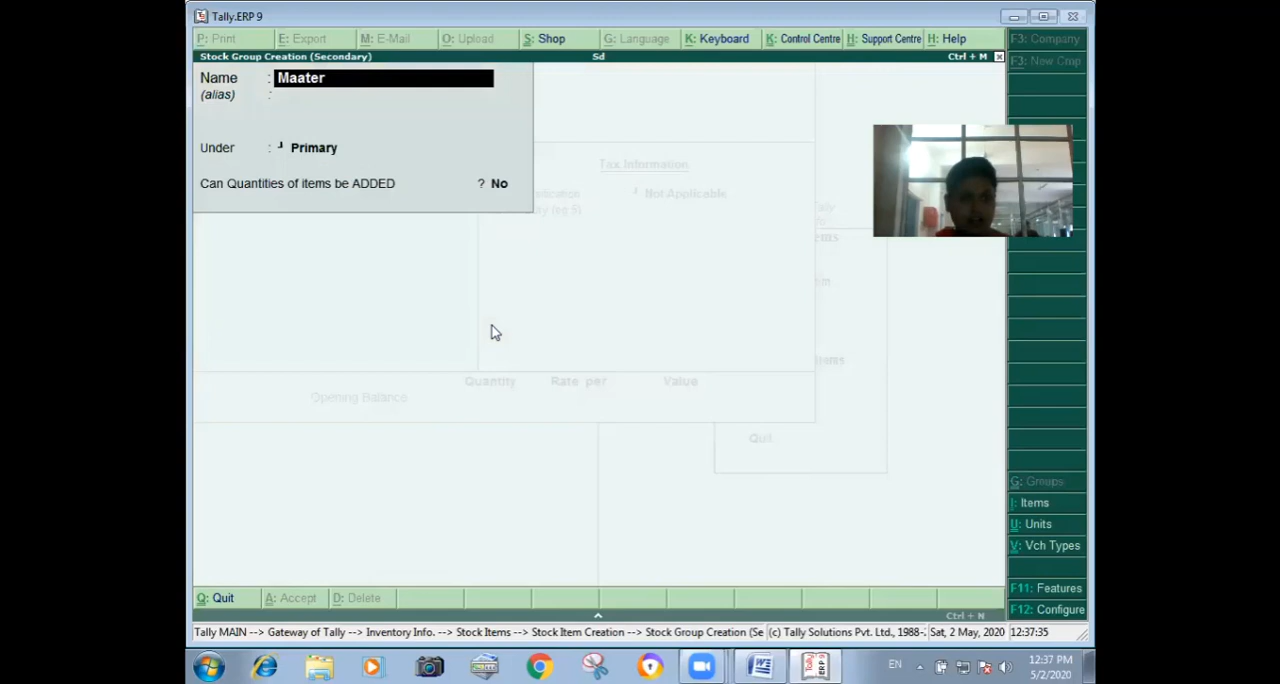 Tally.ERP 9
P: Print E: Export M: E-Mail O: Upload S: Shop G: Language K: Keyboard K: Control Centre H: Support Centre H: Help F3: Company
Stock Group Creation (Secondary) Sd Ctrl + M
F3: New Cmp
Name : Maater
(alias) :
Under : ┘ Primary
Can Quantities of items be ADDED ? No
Tax Information
┘ Not Applicable
Quantity Rate per Value
Opening Balance
Quit
G: Groups
I: Items
U: Units
V: Vch Types
F11: Features
F12: Configure
Q: Quit A: Accept D: Delete
Ctrl + N
Tally MAIN --> Gateway of Tally --> Inventory Info. --> Stock Items --> Stock Item Creation --> Stock Group Creation (Se (c) Tally Solutions Pvt. Ltd., 1988-2 Sat, 2 May, 2020 12:37:35
EN 12:37 PM
5/2/2020